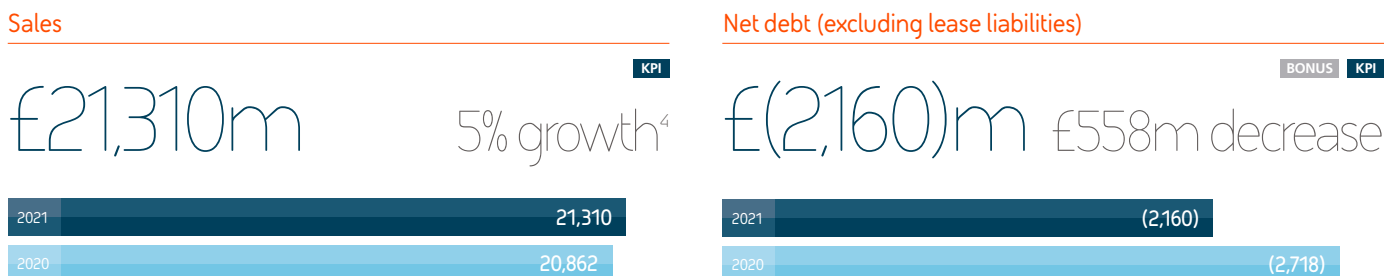 Sales
KPI
£21,310m
5% growth4
2021 21,310
2020 20,862
Net debt (excluding lease liabilities)
BONUS KPI
£(2,160)m
£558m decrease
2021 (2,160)
2020 (2,718)